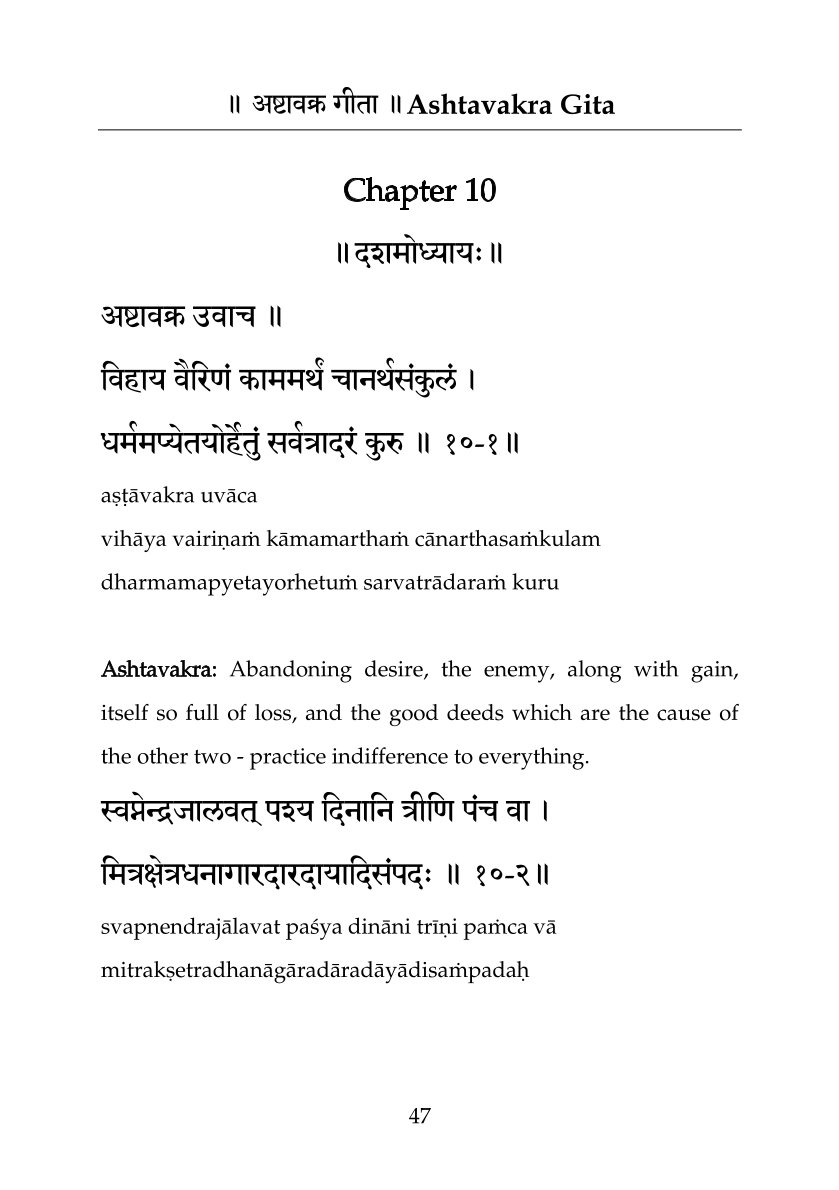 ॥ अष्टावक्र गीता ॥ Ashtavakra Gita
Chapter 10
॥ दशमोध्यायः ॥
अष्टावक्र उवाच ॥
विहाय वैरिणं काममर्थं चानर्थसंकुलं ।
धर्ममप्येतयोर्हेतुं सर्वत्रादरं कुरु ॥ १०-१॥
aṣṭāvakra uvāca
vihāya vairiṇaṁ kāmamarthaṁ cānarthasaṁkulam
dharmamapyetayorhetuṁ sarvatrādaraṁ kuru
Ashtavakra: Abandoning desire, the enemy, along with gain,
itself so full of loss, and the good deeds which are the cause of
the other two - practice indifference to everything.
स्वप्नेन्द्रजालवत् पश्य दिनानि त्रीणि पंच वा ।
मित्रक्षेत्रधनागारदारदायादिसंपदः ॥ १०-२॥
svapnendrajālavat paśya dināni trīṇi paṁca vā
mitrakṣetradhanāgāradāradāyādisaṁpadaḥ
47